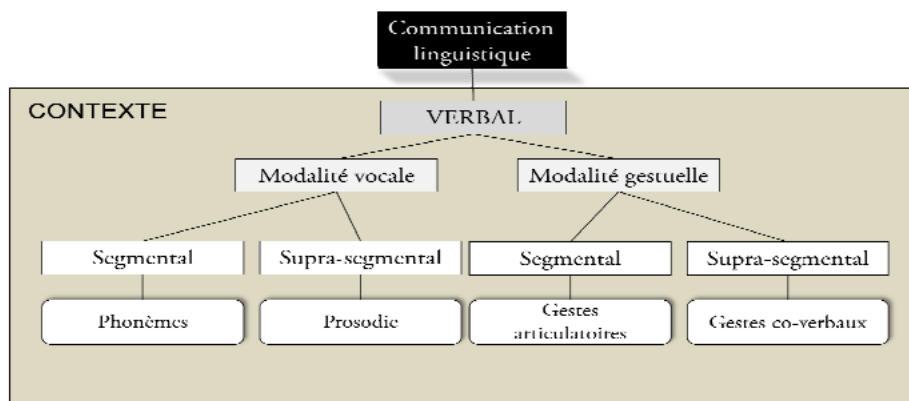 Communication
linguistique
CONTEXTE
VERBAL
Modalité vocale
Modalité gestuelle
Segmental
Supra-segmental
Segmental
Supra-segmental
Phonèmes
Prosodie
Gestes
articulatoires
Gestes co-verbaux